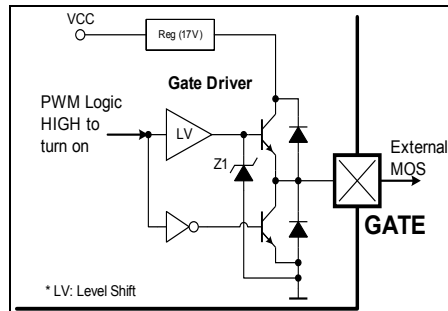 VCC
Reg (17V)
Gate Driver
PWM Logic
HIGH to
turn on
LV
Z1
External
MOS
GATE
* LV: Level Shift